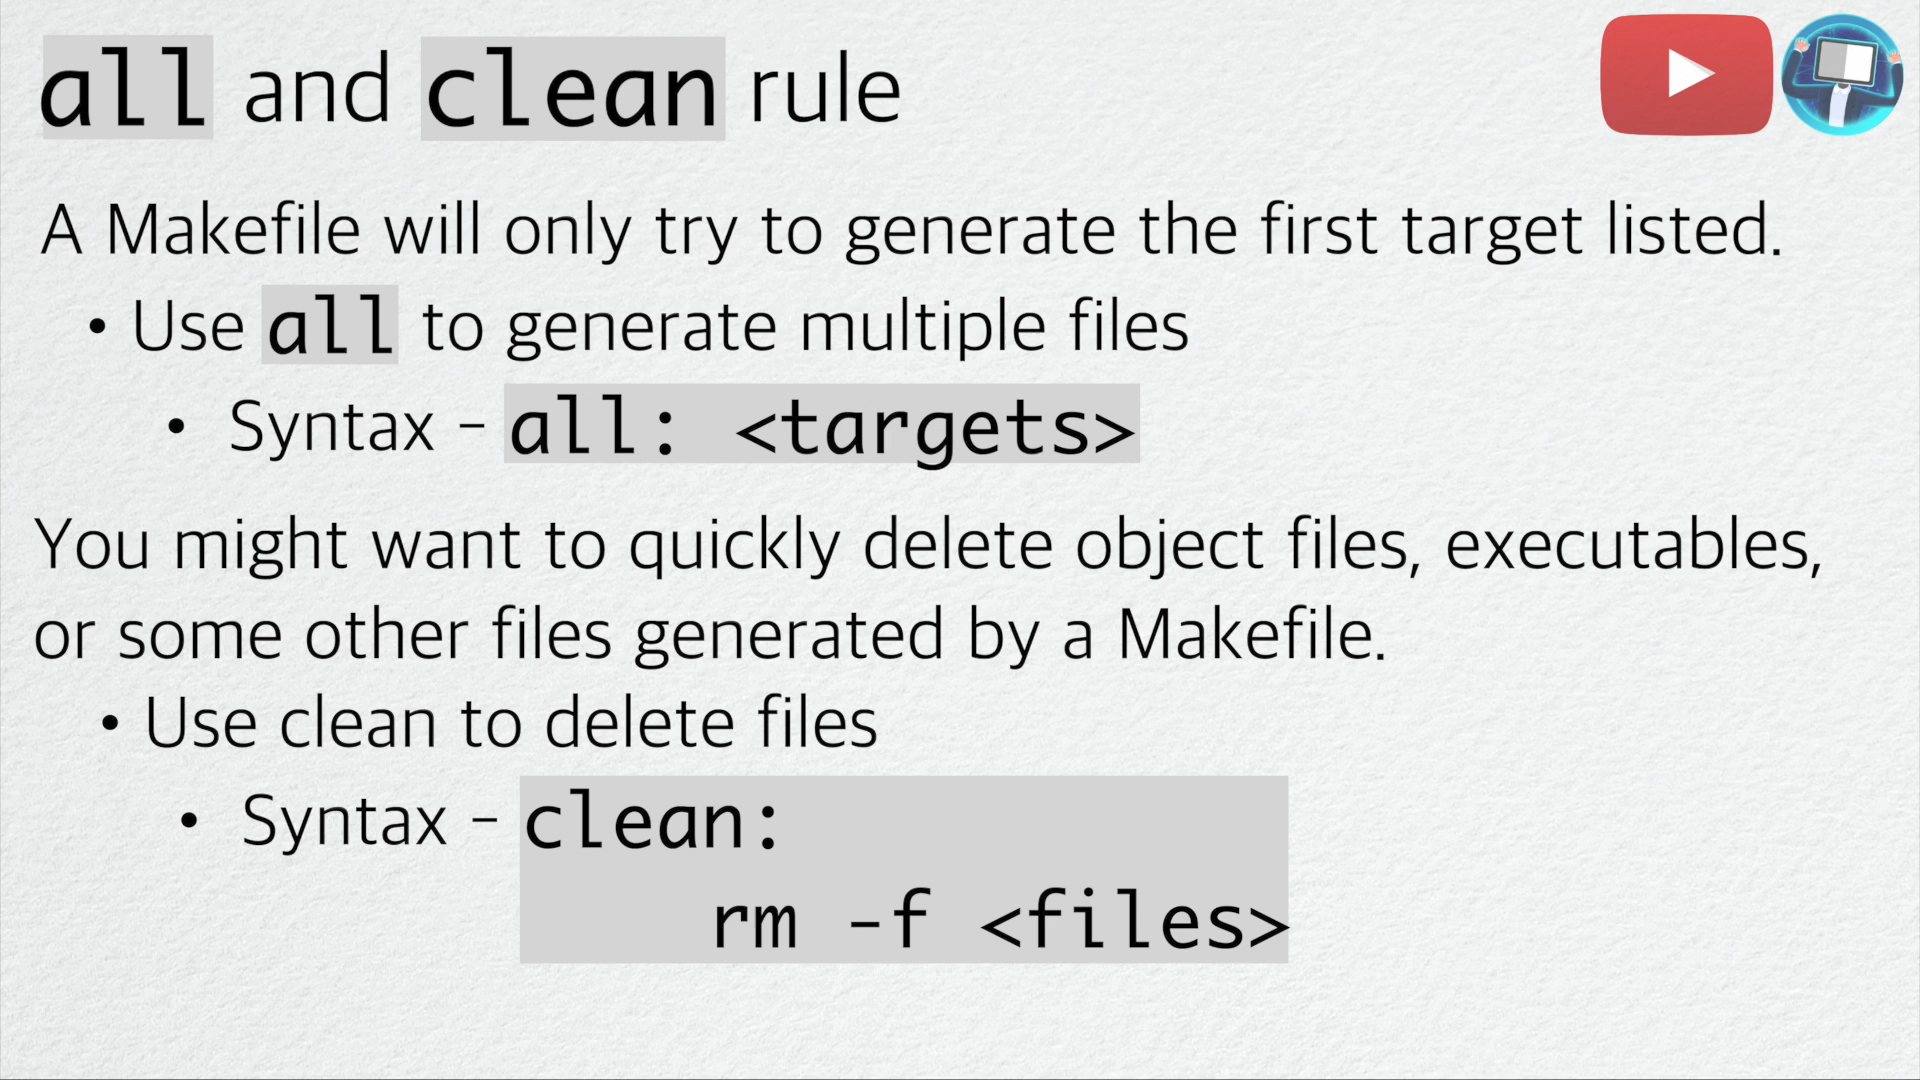 all and clean rule
A Makefile will only try to generate the first target listed.
• Use all to generate multiple files
• Syntax – all: <targets>
You might want to quickly delete object files, executables,
or some other files generated by a Makefile.
• Use clean to delete files
• Syntax – clean:
rm -f <files>